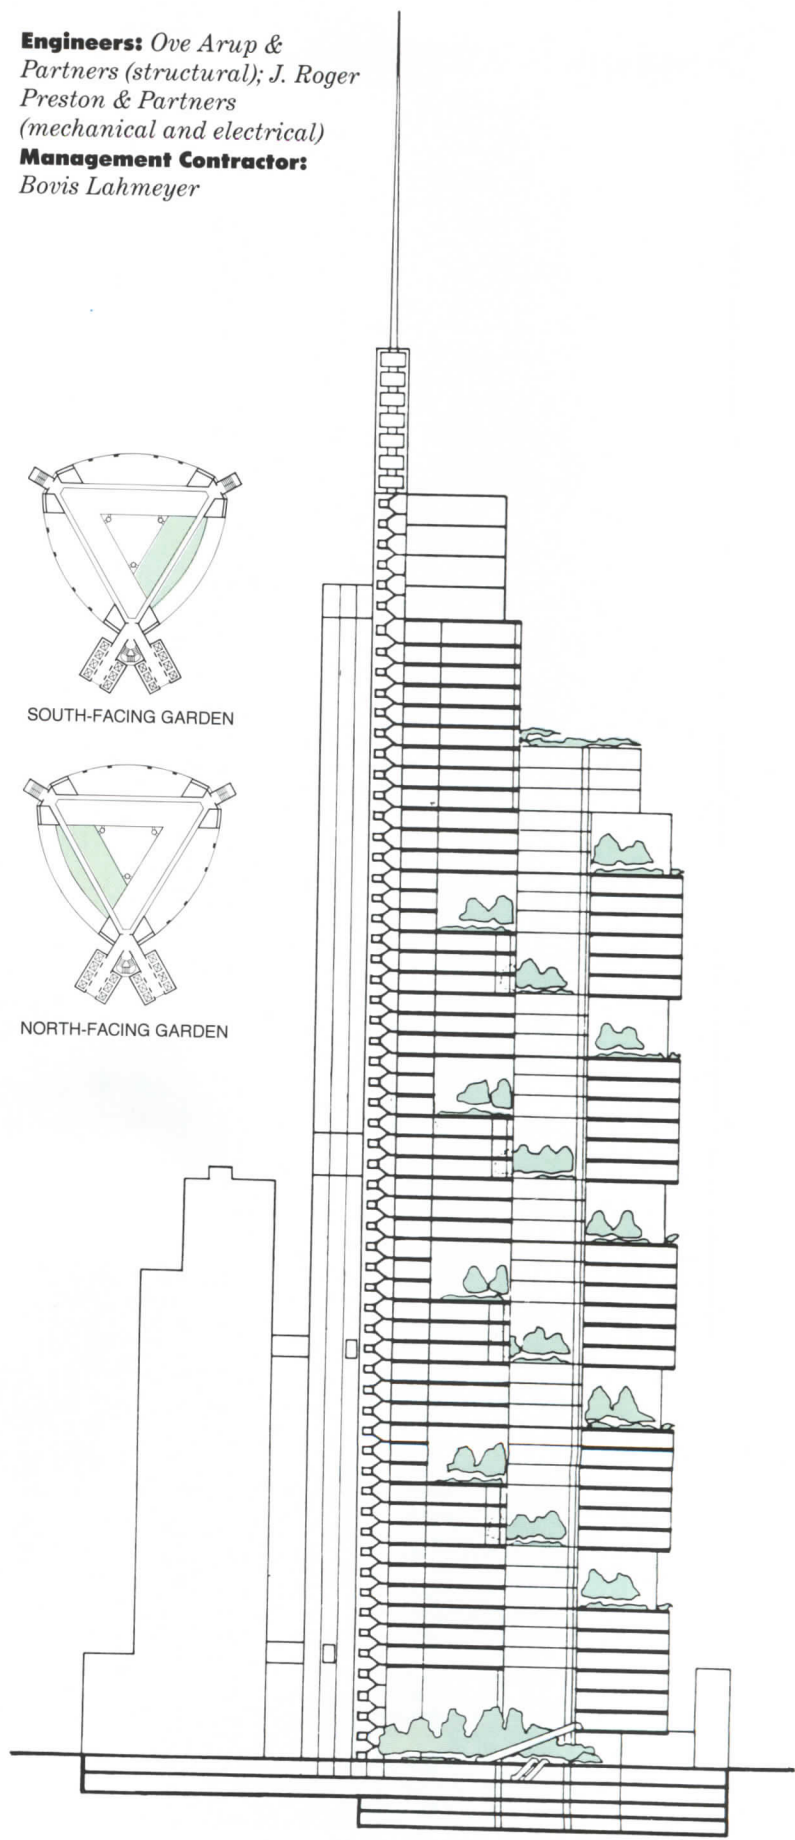 Engineers: Ove Arup &
Partners (structural); J. Roger
Preston & Partners
(mechanical and electrical)
Management Contractor:
Bovis Lahmeyer
SOUTH-FACING GARDEN
NORTH-FACING GARDEN